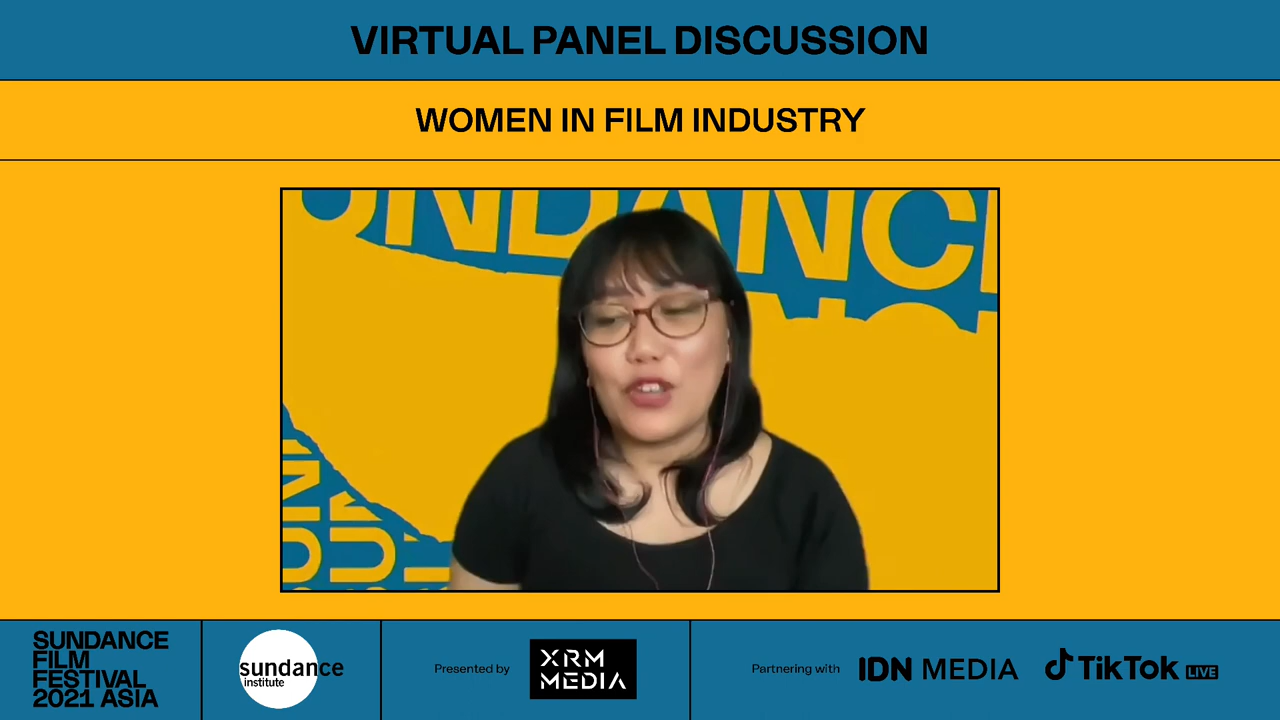 VIRTUAL PANEL DISCUSSION
WOMEN IN FILM INDUSTRY
SUNDANCE
FILM
FESTIVAL
2021 ASIA
sundance
institute
Presented by
XRM
MEDIA
Partnering with
IDN MEDIA
TikTok LIVE